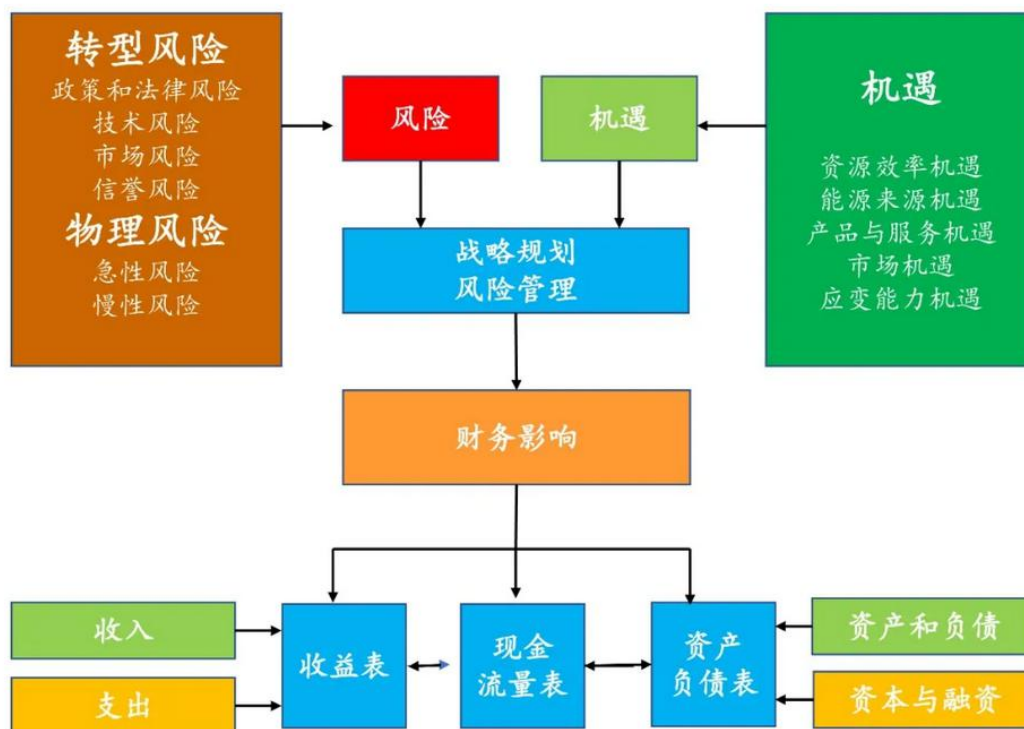 转型风险
政策和法律风险
技术风险
市场风险
信誉风险
物理风险
急性风险
慢性风险
风险
机遇
机遇
资源效率机遇
能源来源机遇
产品与服务机遇
市场机遇
应变能力机遇
战略规划
风险管理
财务影响
收入
支出
收益表
现金
流量表
资产
负债表
资产和负债
资本与融资